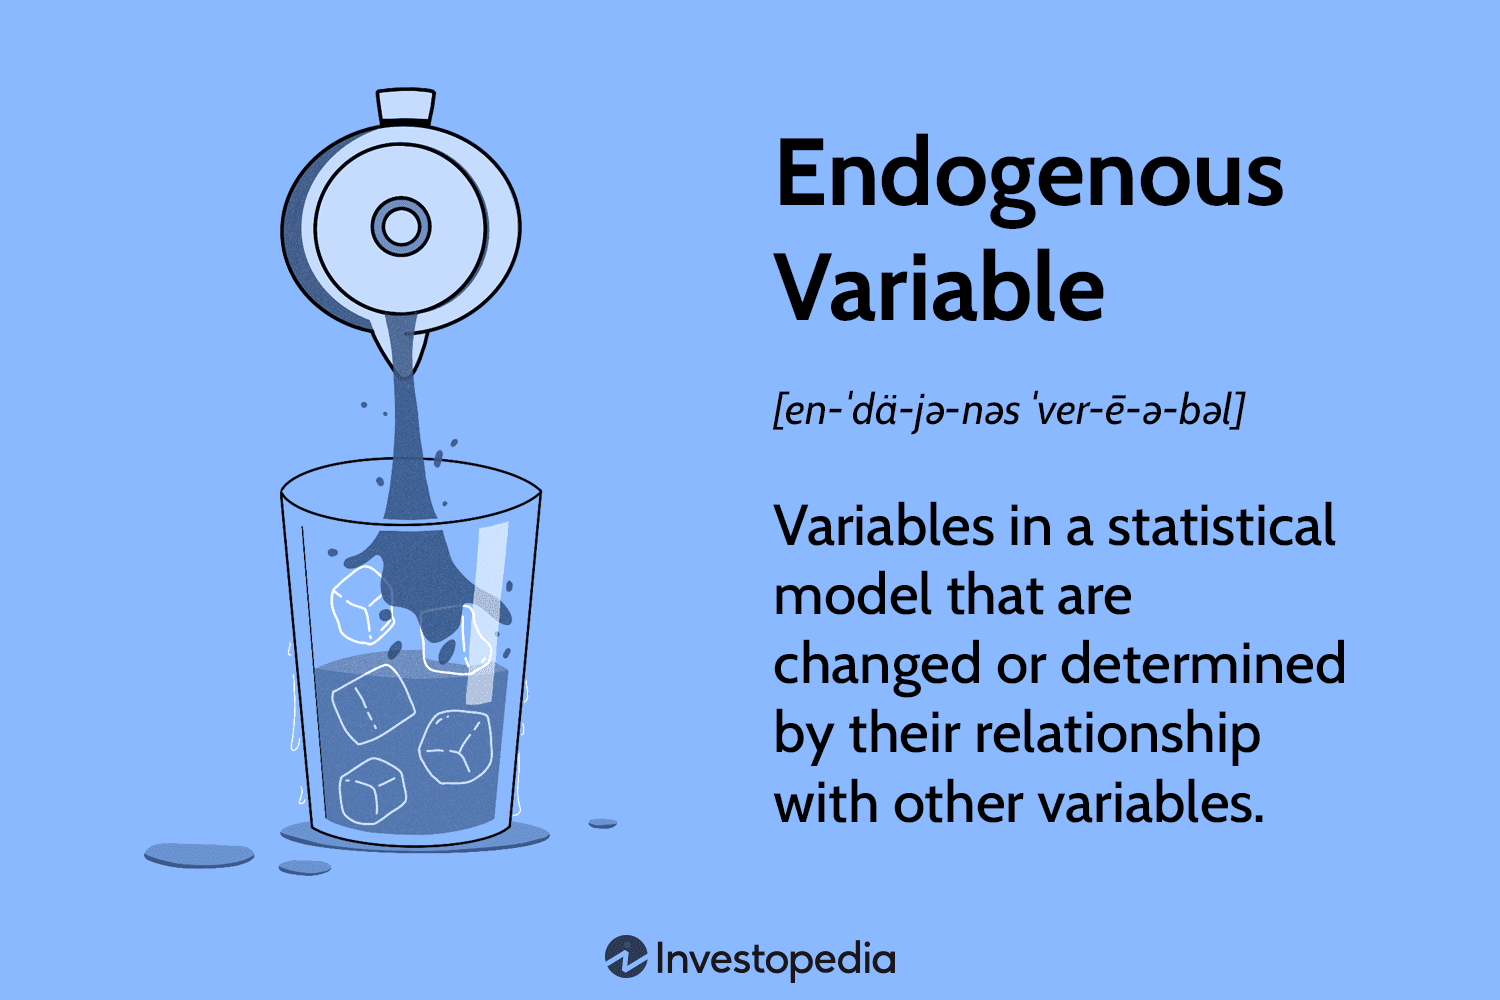 Endogenous
Variable
[en-ˈdä-jə-nəs ˈver-ē-ə-bəl]
Variables in a statistical
model that are
changed or determined
by their relationship
with other variables.
Investopedia